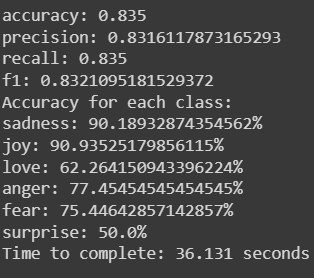 accuracy: 0.835
precision: 0.8316117873165293
recall: 0.835
f1: 0.8321095181529372
Accuracy for each class:
sadness: 90.18932874354562%
joy: 90.93525179856115%
love: 62.264150943396224%
anger: 77.45454545454545%
fear: 75.44642857142857%
surprise: 50.0%
Time to complete: 36.131 seconds